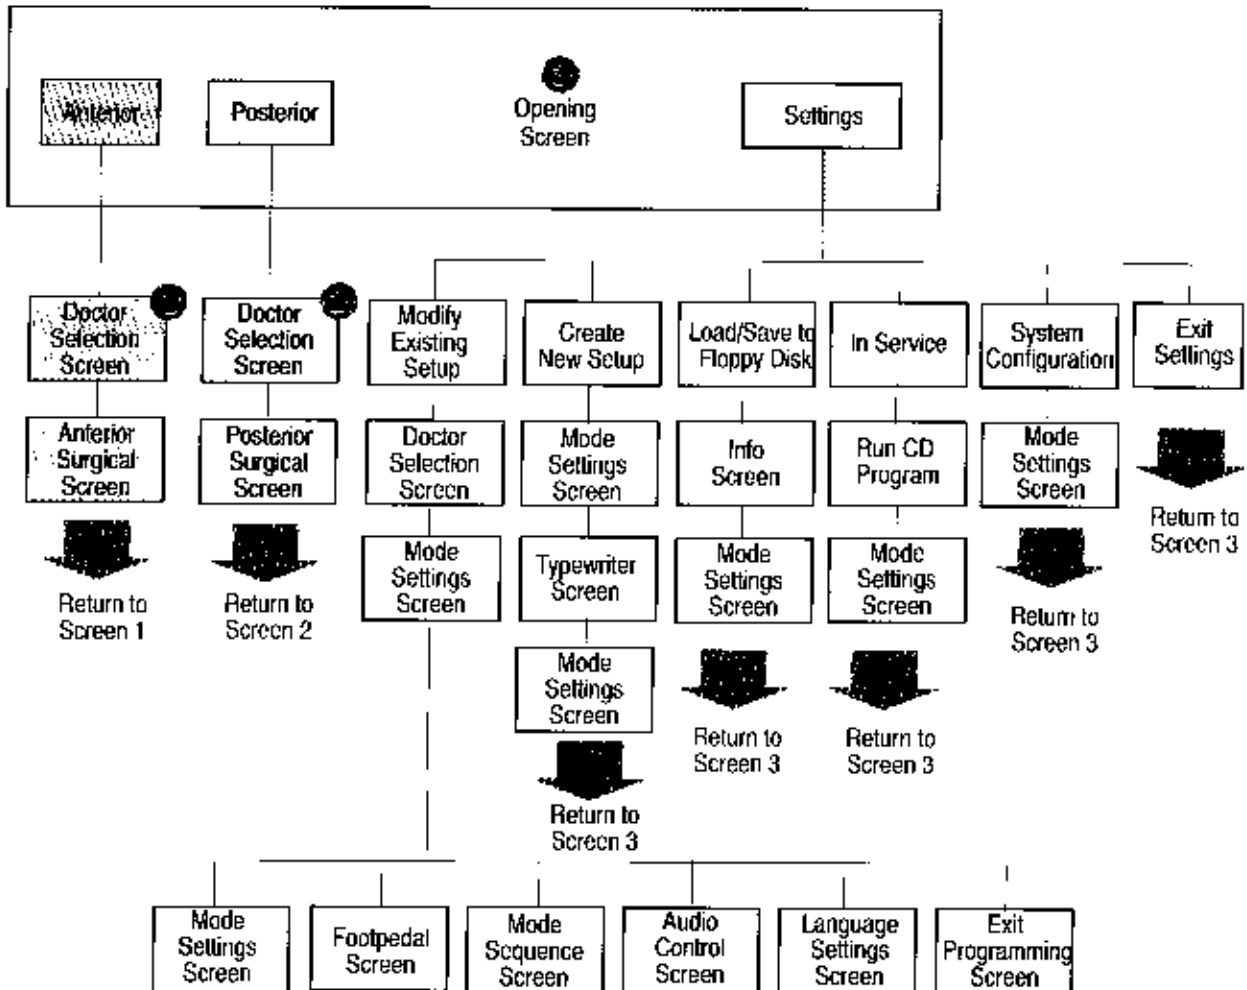 Anterior
Posterior
Opening
Screen
Settings
Doctor
Selection
Screen
Doctor
Selection
Screen
Modify
Existing
Setup
Create
New Setup
Load/Save to
Floppy Disk
In Service
System
Configuration
Exit
Settings
Anterior
Surgical
Screen
Posterior
Surgical
Screen
Doctor
Selection
Screen
Mode
Settings
Screen
Info
Screen
Run CD
Program
Mode
Settings
Screen
Return to
Screen 3
Return to
Screen 1
Return to
Screen 2
Mode
Settings
Screen
Typewriter
Screen
Mode
Settings
Screen
Mode
Settings
Screen
Return to
Screen 3
Mode
Settings
Screen
Return to
Screen 3
Return to
Screen 3
Return to
Screen 3
Mode
Settings
Screen
Footpedal
Screen
Mode
Sequence
Screen
Audio
Control
Screen
Language
Settings
Screen
Exit
Programming
Screen